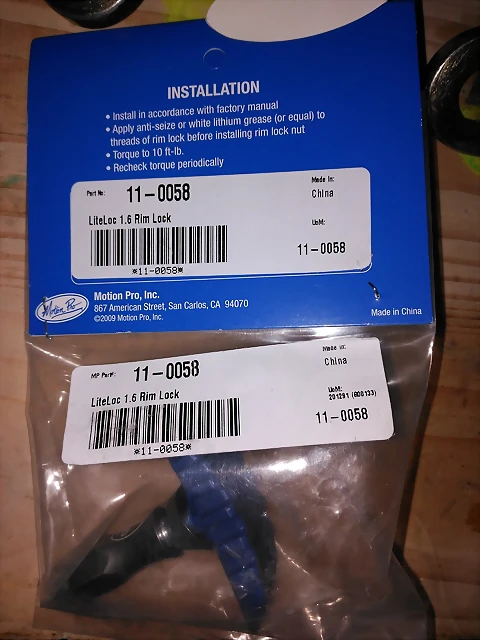 INSTALLATION
• Install in accordance with factory manual
• Apply anti-seize or white lithium grease (or equal) to
threads of rim lock before installing rim lock nut
• Torque to 10 ft-lb.
• Recheck torque periodically
Part No: 11-0058
Made In:
China
LiteLoc 1.6 Rim Lock
UoM:
11-0058
*11-0058*
Motion Pro
Motion Pro, Inc.
867 American Street, San Carlos, CA 94070
©2009 Motion Pro, Inc.
Made in China
MP Part#: 11-0058
Made in:
China
LiteLoc 1.6 Rim Lock
UoM:
201291 (600133)
11-0058
*11-0058*